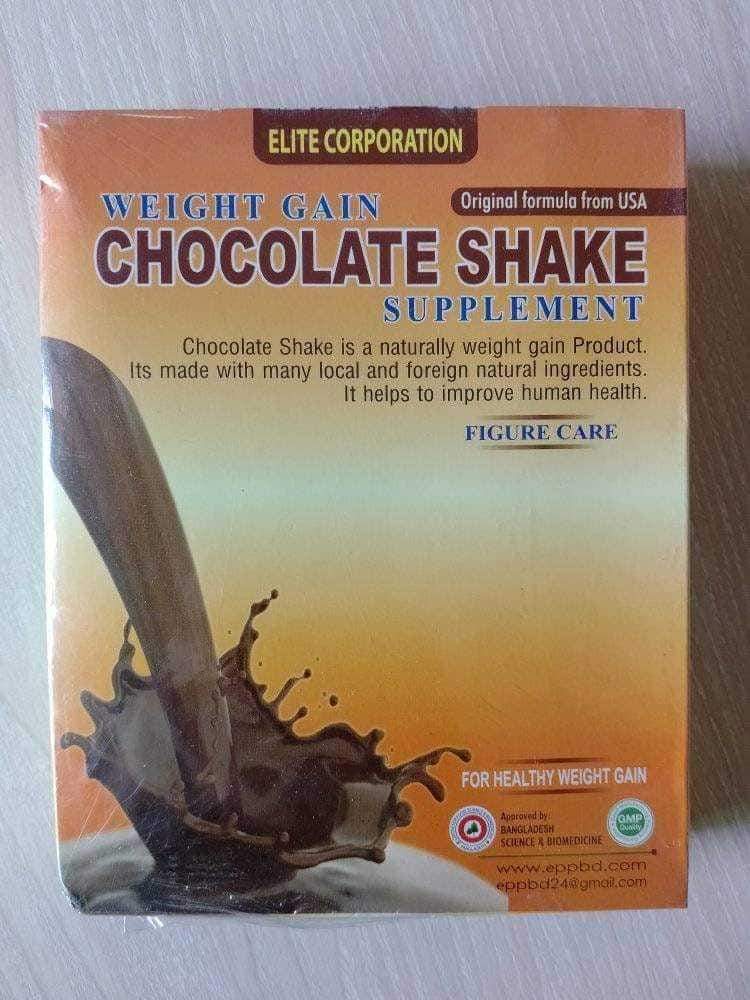 ELITE CORPORATION
Original formula from USA
WEIGHT GAIN
CHOCOLATE SHAKE
SUPPLEMENT
Chocolate Shake is a naturally weight gain Product.
Its made with many local and foreign natural ingredients.
It helps to improve human health.
FIGURE CARE
FOR HEALTHY WEIGHT GAIN
Approved by:
BANGLADESH
SCIENCE & BIOMEDICINE
GMP
Quality
www.eppbd.com
eppbd24@gmail.com